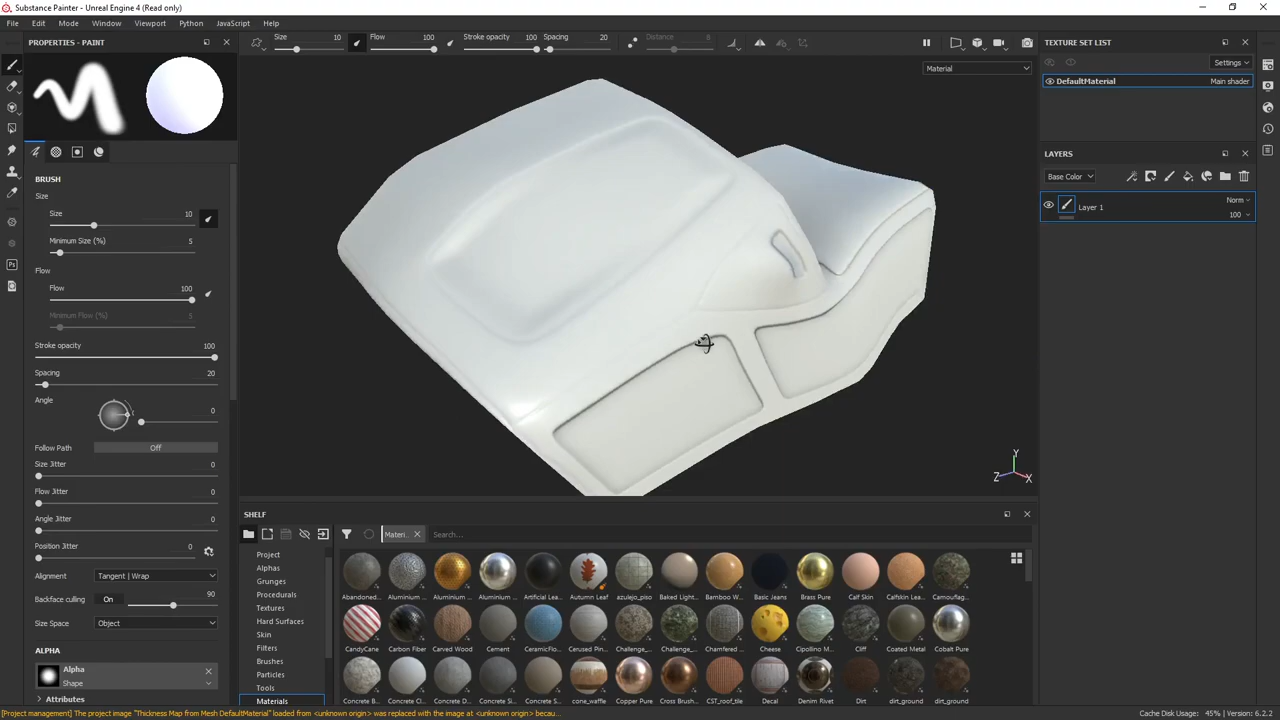 Substance Painter - Unreal Engine 4 (Read only)
File Edit Mode Window Viewport Python JavaScript Help
PROPERTIES - PAINT
Size 10 Flow 100 Stroke opacity 100 Spacing 20 Distance 8
Material
TEXTURE SET LIST
Settings
DefaultMaterial Main shader
LAYERS
Base Color
Layer 1 Norm
100
BRUSH
Size
Size 10
Minimum Size (%) 5
Flow
Flow 100
Minimum Flow (%) 5
Stroke opacity 100
Spacing 20
Angle 0
Follow Path Off
Size Jitter 0
Flow Jitter 0
Angle Jitter 0
Position Jitter 0
Alignment Tangent | Wrap
Backface culling On 90
Size Space Object
ALPHA
Alpha
Shape
Attributes
Y
Z X
SHELF
Materi... Search...
Project
Alphas
Grunges
Procedurals
Textures
Hard Surfaces
Skin
Filters
Brushes
Particles
Tools
Materials
Abandoned... Aluminium ... Aluminium ... Aluminium ... Artificial Lea... Autumn Leaf azulejo_piso Baked Light... Bamboo W... Basic Jeans Brass Pure Calf Skin Calfskin Lea... Camouflag...
CandyCane Carbon Fiber Carved Wood Cement CeramicFlo... Cerused Pin... Challenge_... Challenge_... Chamfered ... Cheese Cipollino M... Cliff Coated Metal Cobalt Pure
Concrete B... Concrete Cl... Concrete D... Concrete S... Concrete S... cone_waffle Copper Pure Cross Brush... CST_roof_tile Decal Denim Rivet Dirt dirt_ground dirt_ground
[Project management] The project image "Thickness Map from Mesh DefaultMaterial" loaded from <unknown origin> was replaced with the image at <unknown origin> becau...
Cache Disk Usage: 45% | Version: 6.2.2